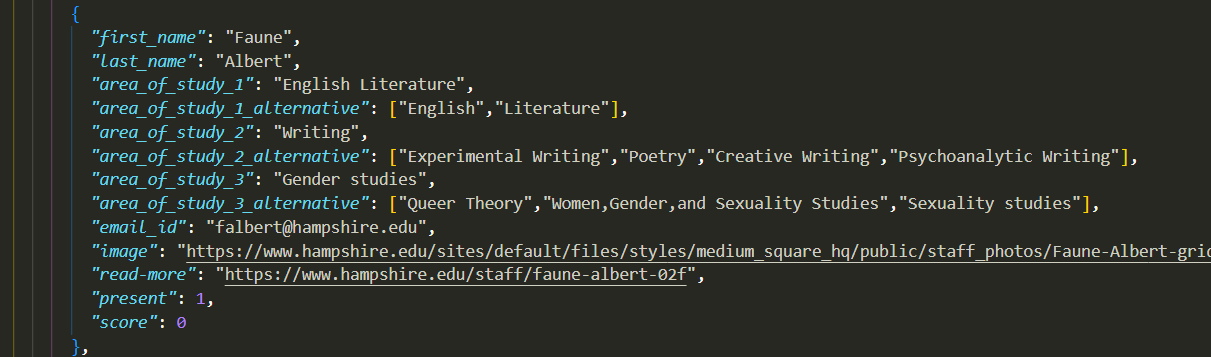 {
"first_name": "Faune",
"last_name": "Albert",
"area_of_study_1": "English Literature",
"area_of_study_1_alternative": ["English","Literature"],
"area_of_study_2": "Writing",
"area_of_study_2_alternative": ["Experimental Writing","Poetry","Creative Writing","Psychoanalytic Writing"],
"area_of_study_3": "Gender studies",
"area_of_study_3_alternative": ["Queer Theory","Women,Gender,and Sexuality Studies","Sexuality studies"],
"email_id": "falbert@hampshire.edu",
"image": "https://www.hampshire.edu/sites/default/files/styles/medium_square_hq/public/staff_photos/Faune-Albert-grid
"read-more": "https://www.hampshire.edu/staff/faune-albert-02f",
"present": 1,
"score": 0
},